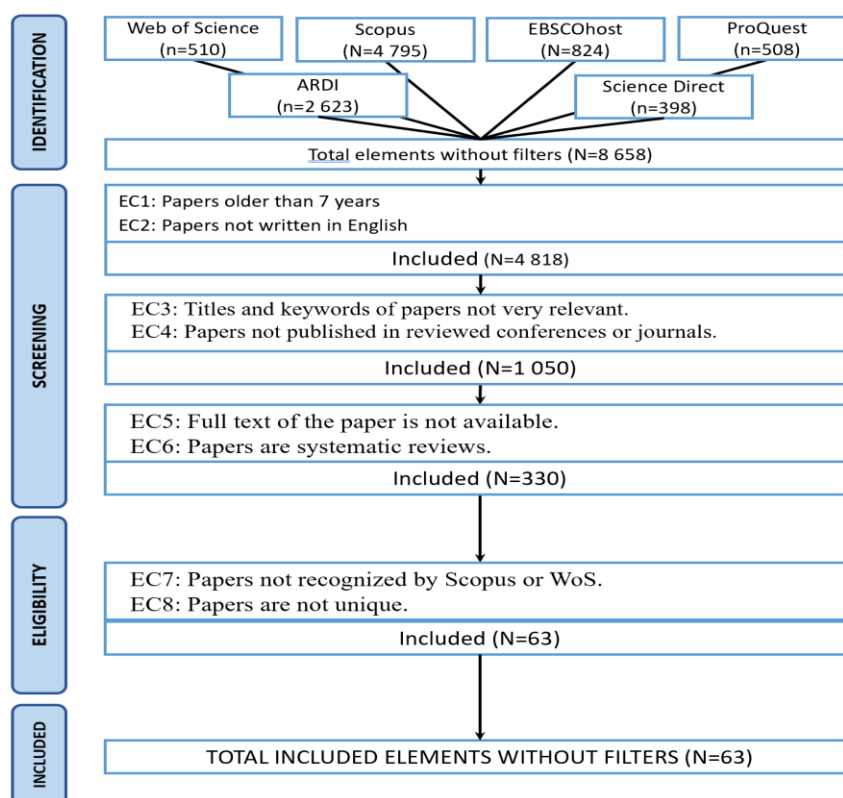 IDENTIFICATION
Web of Science
(n=510)
Scopus
(N=4 795)
EBSCOhost
(N=824)
ProQuest
(n=508)
ARDI
(n=2 623)
Science Direct
(n=398)
Total elements without filters (N=8 658)
SCREENING
EC1: Papers older than 7 years
EC2: Papers not written in English
Included (N=4 818)
EC3: Titles and keywords of papers not very relevant.
EC4: Papers not published in reviewed conferences or journals.
Included (N=1 050)
EC5: Full text of the paper is not available.
EC6: Papers are systematic reviews.
Included (N=330)
ELIGIBILITY
EC7: Papers not recognized by Scopus or WoS.
EC8: Papers are not unique.
Included (N=63)
INCLUDED
TOTAL INCLUDED ELEMENTS WITHOUT FILTERS (N=63)